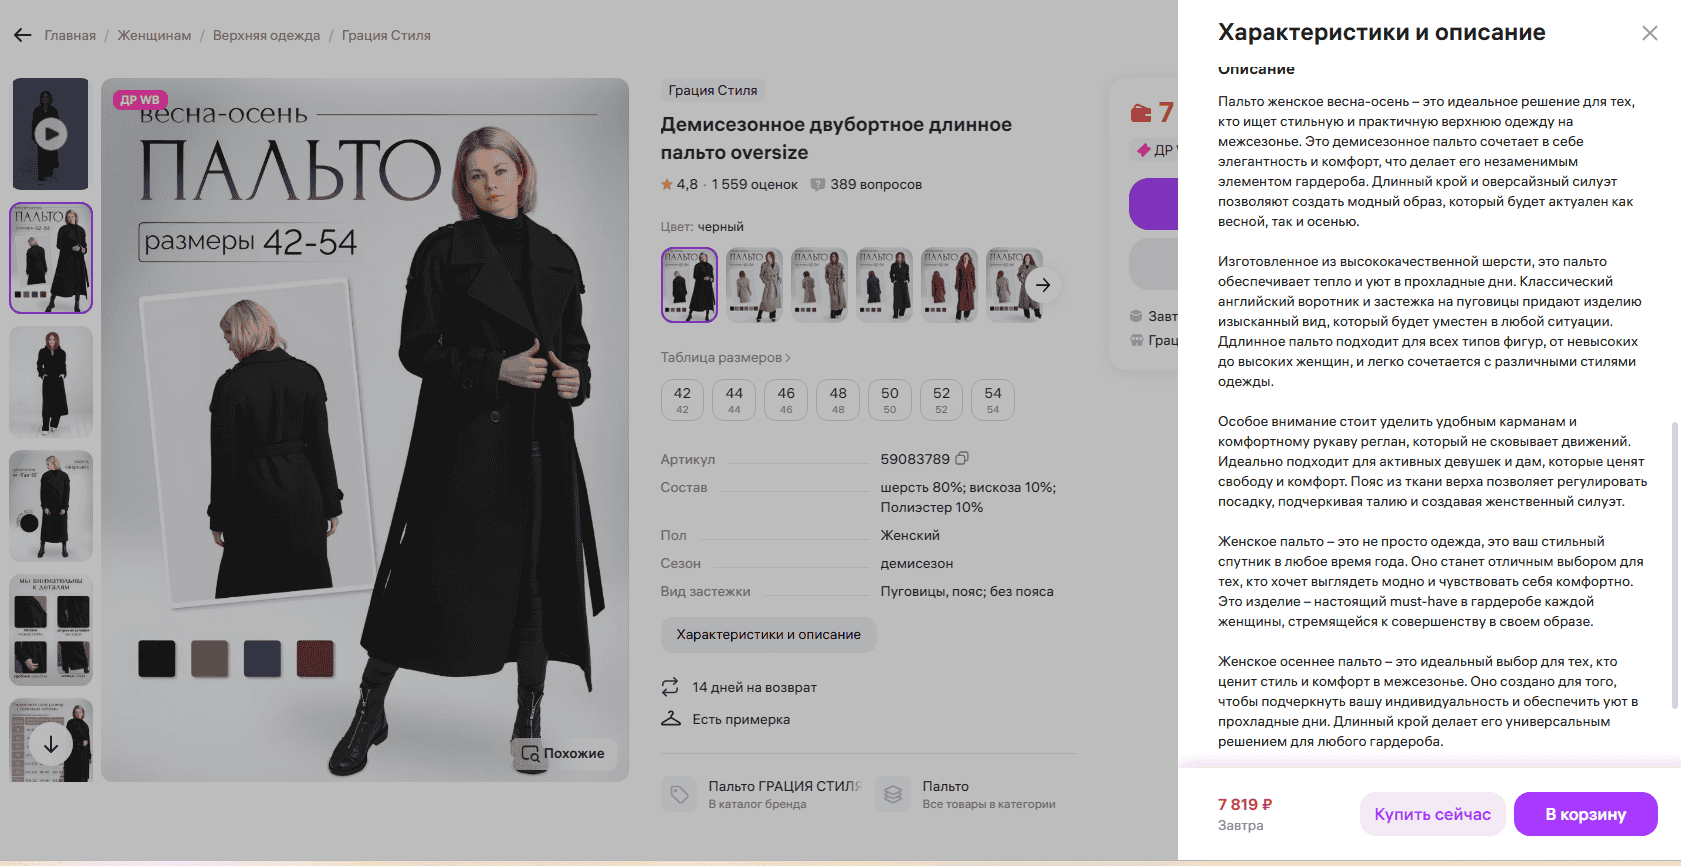 Главная / Женщинам / Верхняя одежда / Грация Стиля
ДР WB
весна-осень
ПАЛЬТО
размеры 42-54
Похожие
ПАЛЬТО
размеры 42-54
мы внимательны
к деталям
Грация Стиля
Демисезонное двубортное длинное
пальто oversize
4,8 · 1 559 оценок 389 вопросов
Цвет: черный
ПАЛЬТО ПАЛЬТО ПАЛЬТО ПАЛЬТО ПАЛЬТО ПАЛЬТО
Таблица размеров
42 44 46 48 50 52 54
42 44 46 48 50 52 54
Артикул 59083789
Состав шерсть 80%; вискоза 10%;
Полиэстер 10%
Пол Женский
Сезон демисезон
Вид застежки Пуговицы, пояс; без пояса
Характеристики и описание
14 дней на возврат
Есть примерка
Пальто ГРАЦИЯ СТИЛЯ
В каталог бренда
Пальто
Все товары в категории
7
ДР
Завт
Грац
Характеристики и описание
Описание
Пальто женское весна-осень – это идеальное решение для тех,
кто ищет стильную и практичную верхнюю одежду на
межсезонье. Это демисезонное пальто сочетает в себе
элегантность и комфорт, что делает его незаменимым
элементом гардероба. Длинный крой и оверсайзный силуэт
позволяют создать модный образ, который будет актуален как
весной, так и осенью.
Изготовленное из высококачественной шерсти, это пальто
обеспечивает тепло и уют в прохладные дни. Классический
английский воротник и застежка на пуговицы придают изделию
изысканный вид, который будет уместен в любой ситуации.
Ддлинное пальто подходит для всех типов фигур, от невысоких
до высоких женщин, и легко сочетается с различными стилями
одежды.
Особое внимание стоит уделить удобным карманам и
комфортному рукаву реглан, который не сковывает движений.
Идеально подходит для активных девушек и дам, которые ценят
свободу и комфорт. Пояс из ткани верха позволяет регулировать
посадку, подчеркивая талию и создавая женственный силуэт.
Женское пальто – это не просто одежда, это ваш стильный
спутник в любое время года. Оно станет отличным выбором для
тех, кто хочет выглядеть модно и чувствовать себя комфортно.
Это изделие – настоящий must-have в гардеробе каждой
женщины, стремящейся к совершенству в своем образе.
Женское осеннее пальто – это идеальный выбор для тех, кто
ценит стиль и комфорт в межсезонье. Оно создано для того,
чтобы подчеркнуть вашу индивидуальность и обеспечить уют в
прохладные дни. Длинный крой делает его универсальным
решением для любого гардероба.
7 819 ₽
Завтра
Купить сейчас
В корзину